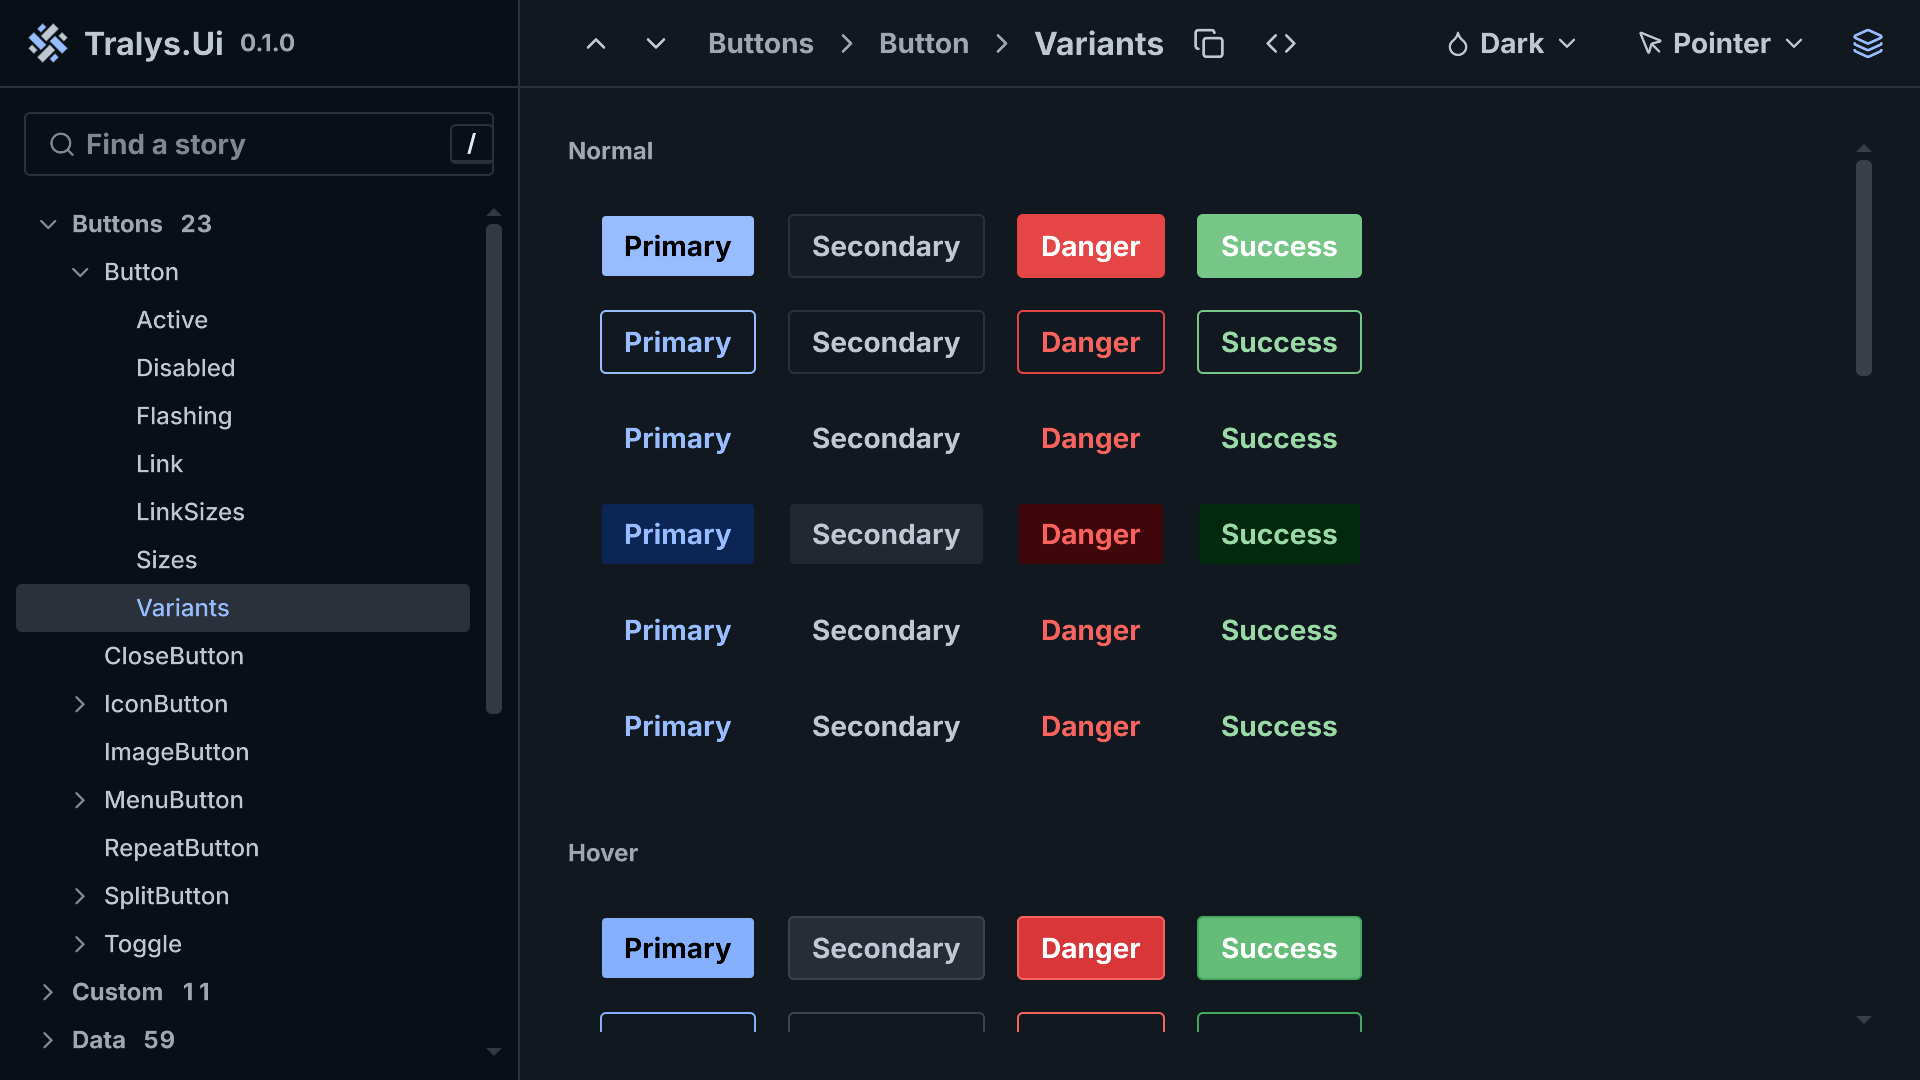 Tralys.Ui 0.1.0
Buttons Button Variants
Dark
Pointer
Find a story /
Buttons 23
Button
Active
Disabled
Flashing
Link
LinkSizes
Sizes
Variants
CloseButton
IconButton
ImageButton
MenuButton
RepeatButton
SplitButton
Toggle
Custom 11
Data 59
Normal
Primary Secondary Danger Success
Primary Secondary Danger Success
Primary Secondary Danger Success
Primary Secondary Danger Success
Primary Secondary Danger Success
Primary Secondary Danger Success
Hover
Primary Secondary Danger Success